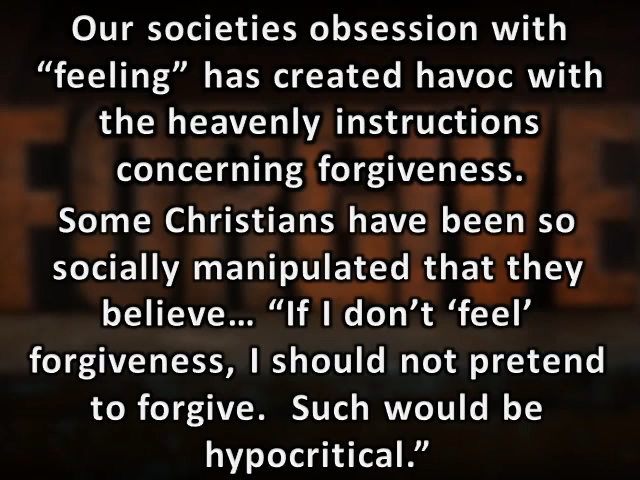 Our societies obsession with
“feeling” has created havoc with
the heavenly instructions
concerning forgiveness.
Some Christians have been so
socially manipulated that they
believe… “If I don’t ‘feel’
forgiveness, I should not pretend
to forgive.  Such would be
hypocritical.”
FORGIVE